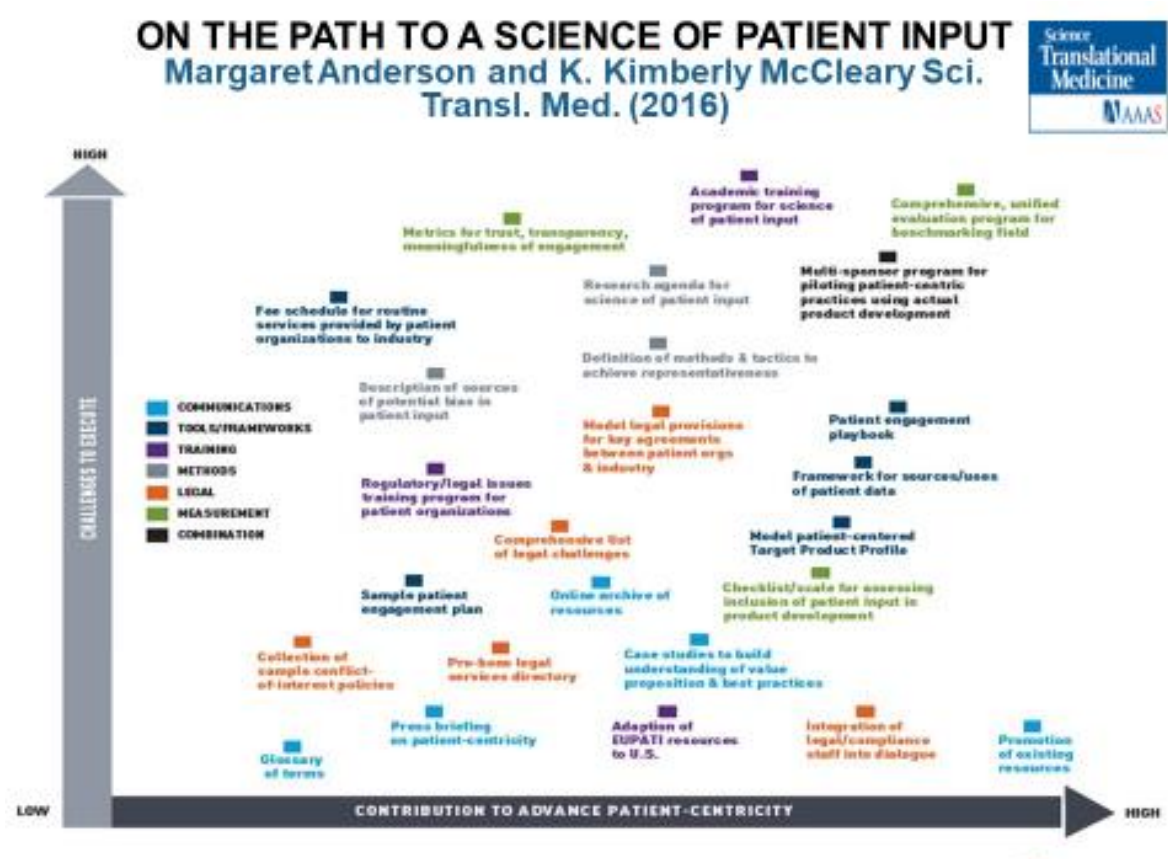 ON THE PATH TO A SCIENCE OF PATIENT INPUT
Margaret Anderson and K. Kimberly McCleary Sci.
Transl. Med. (2016)
Science
Translational
Medicine
AAAS
HIGH
Academic training
program for science
of patient input
Comprehensive, unified
evaluation program for
benchmarking field
Metrics for trust, transparency,
meaningfulness of engagement
Multi-sponsor program for
piloting patient-centric
practices using actual
product development
Research agenda for
science of patient input
Fee schedule for routine
services provided by patient
organizations to industry
Definition of methods & tactics to
achieve representativeness
Description of sources
of potential bias in
patient input
CHALLENGES TO EXECUTE
COMMUNICATIONS
TOOLS/FRAMEWORKS
TRAINING
METHODS
LEGAL
MEASUREMENT
COMBINATION
Model legal provisions
for key agreements
between patient orgs
& industry
Patient engagement
playbook
Regulatory/legal issues
training program for
patient organizations
Framework for sources/uses
of patient data
Comprehensive list
of legal challenges
Model patient-centered
Target Product Profile
Sample patient
engagement plan
Online archive of
resources
Checklist/scale for assessing
inclusion of patient input in
product development
Collection of
sample conflict-
of-interest policies
Pro-bono legal
services directory
Case studies to build
understanding of value
proposition & best practices
Press briefing
on patient-centricity
Adaption of
EUPATI resources
to U.S.
Integration of
legal/compliance
staff into dialogue
Promotion
of existing
resources
Glossary
of terms
LOW
CONTRIBUTION TO ADVANCE PATIENT-CENTRICITY
HIGH